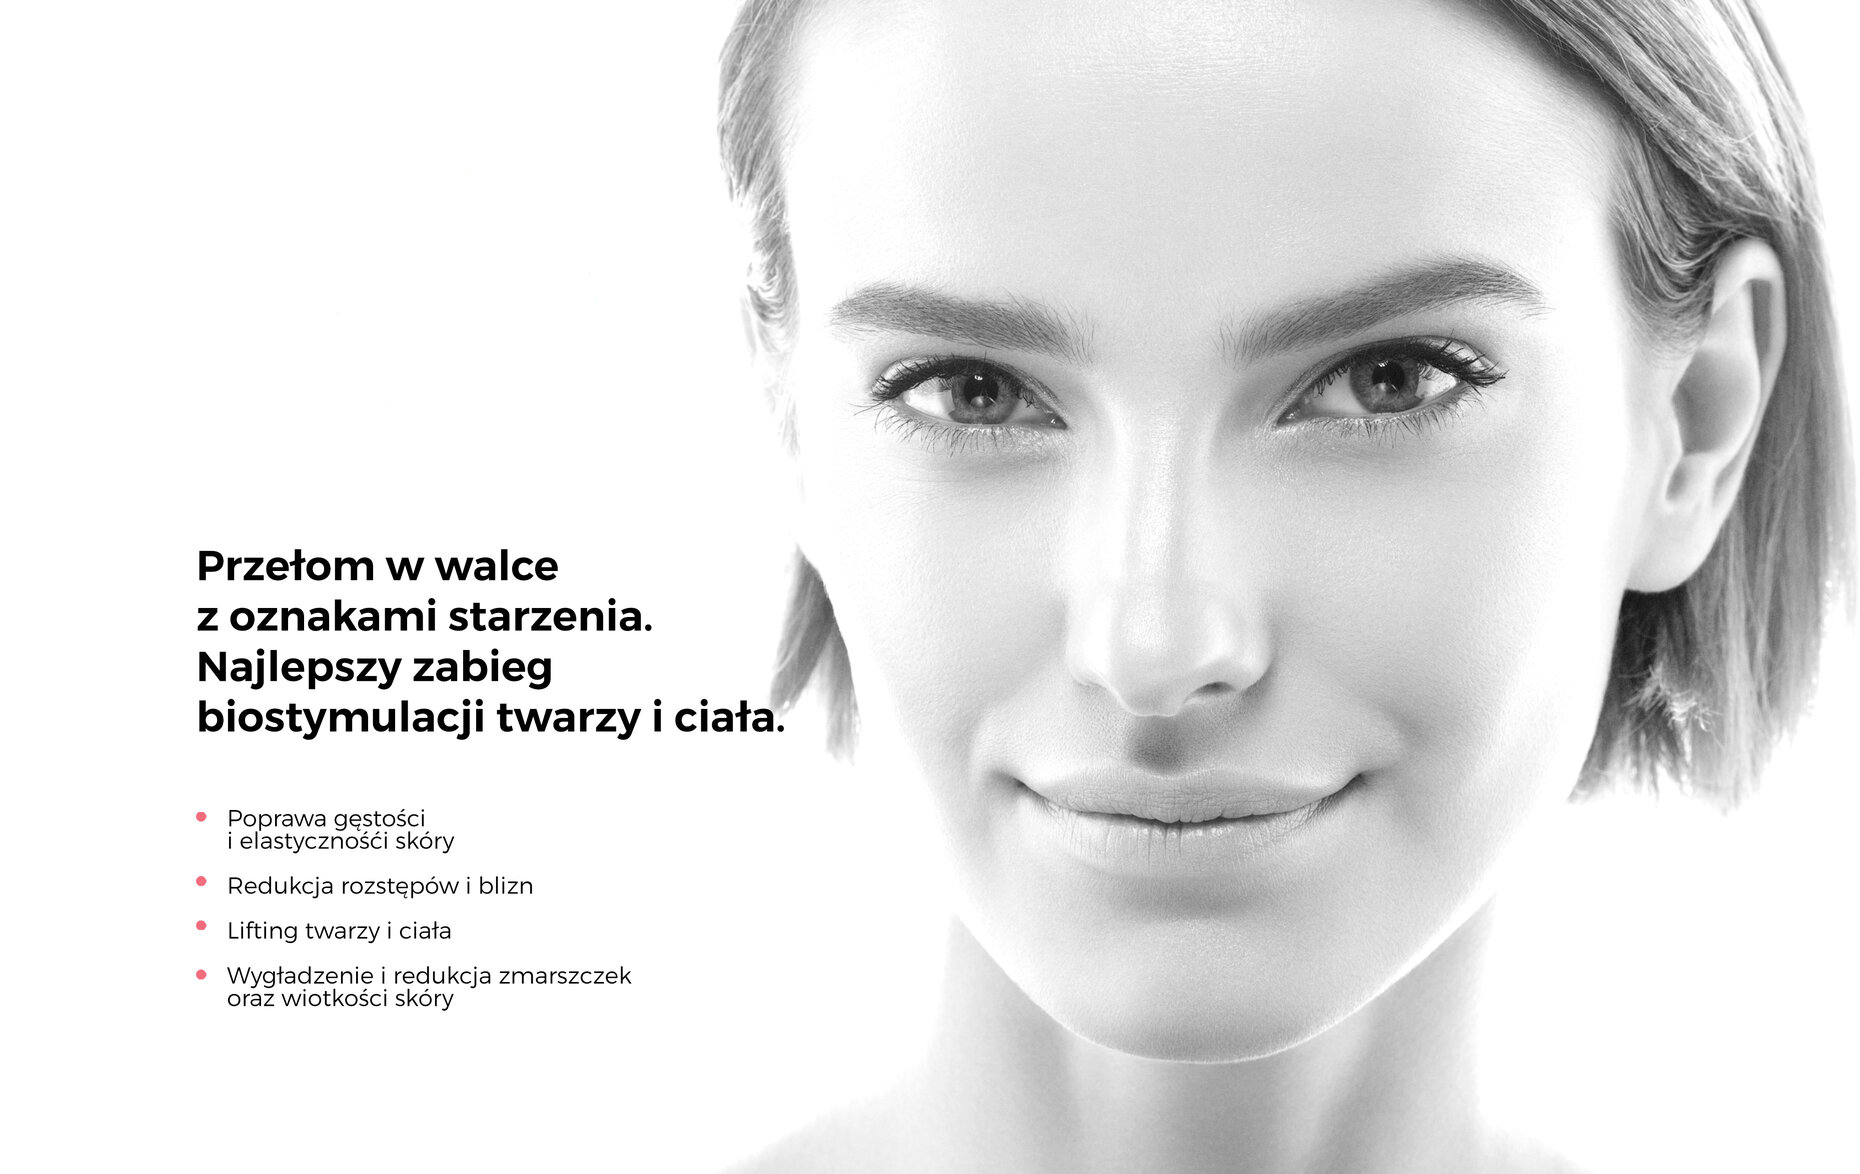 Przełom w walce
z oznakami starzenia.
Najlepszy zabieg
biostymulacji twarzy i ciała.
Poprawa gęstości
i elastycznośći skóry
Redukcja rozstępów i blizn
Lifting twarzy i ciała
Wygładzenie i redukcja zmarszczek
oraz wiotkości skóry